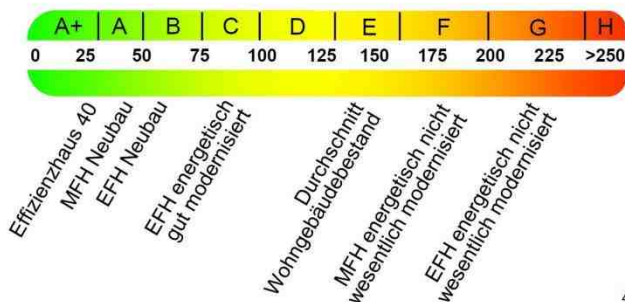 A+ A B C D E F G H
0 25 50 75 100 125 150 175 200 225 >250
Effizienzhaus 40
MFH Neubau
EFH Neubau
EFH energetisch
gut modernisiert
Durchschnitt
Wohngebäudebestand
MFH energetisch nicht
wesentlich modernisiert
EFH energetisch nicht
wesentlich modernisiert